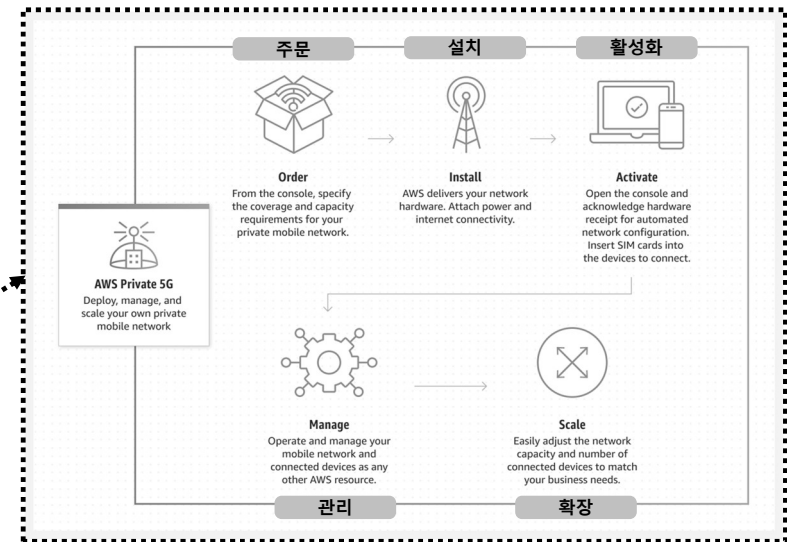 주문
설치
활성화
Order
From the console, specify
the coverage and capacity
requirements for your
private mobile network.
Install
AWS delivers your network
hardware. Attach power and
internet connectivity.
Activate
Open the console and
acknowledge hardware
receipt for automated
network configuration.
Insert SIM cards into
the devices to connect.
AWS Private 5G
Deploy, manage, and
scale your own private
mobile network
Manage
Operate and manage your
mobile network and
connected devices as any
other AWS resource.
Scale
Easily adjust the network
capacity and number of
connected devices to match
your business needs.
관리
확장